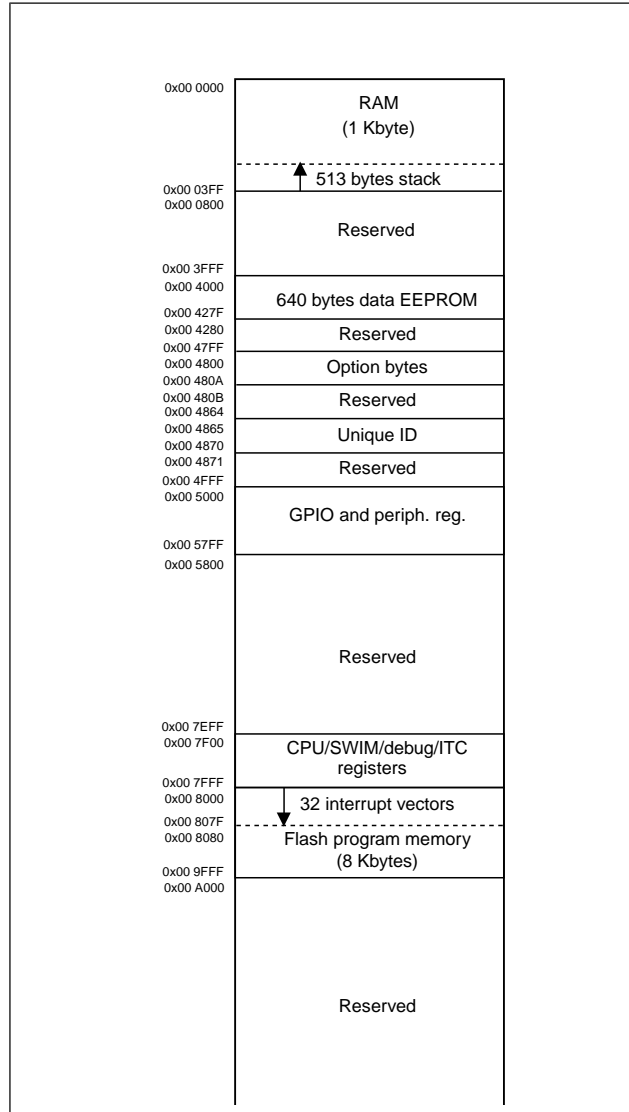 0x00 0000
RAM
(1 Kbyte)
513 bytes stack
0x00 03FF
0x00 0800
Reserved
0x00 3FFF
0x00 4000
640 bytes data EEPROM
0x00 427F
0x00 4280
Reserved
0x00 47FF
0x00 4800
Option bytes
0x00 480A
0x00 480B
Reserved
0x00 4864
0x00 4865
Unique ID
0x00 4870
0x00 4871
Reserved
0x00 4FFF
0x00 5000
GPIO and periph. reg.
0x00 57FF
0x00 5800
Reserved
0x00 7EFF
0x00 7F00
CPU/SWIM/debug/ITC
registers
0x00 7FFF
0x00 8000
32 interrupt vectors
0x00 807F
0x00 8080
Flash program memory
(8 Kbytes)
0x00 9FFF
0x00 A000
Reserved